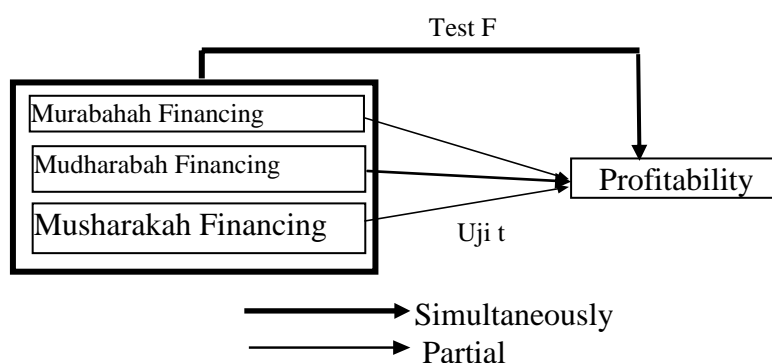 Test F
Murabahah Financing
Mudharabah Financing
Musharakah Financing
Profitability
Uji t
Simultaneously
Partial